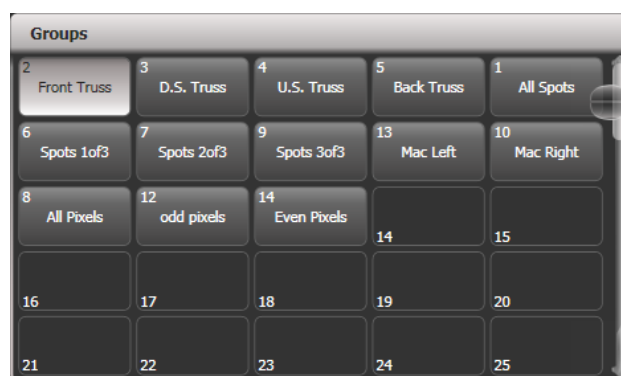 Groups
2
Front Truss
3
D.S. Truss
4
U.S. Truss
5
Back Truss
1
All Spots
6
Spots 1of3
7
Spots 2of3
9
Spots 3of3
13
Mac Left
10
Mac Right
8
All Pixels
12
odd pixels
14
Even Pixels
14
15
16
17
18
19
20
21
22
23
24
25